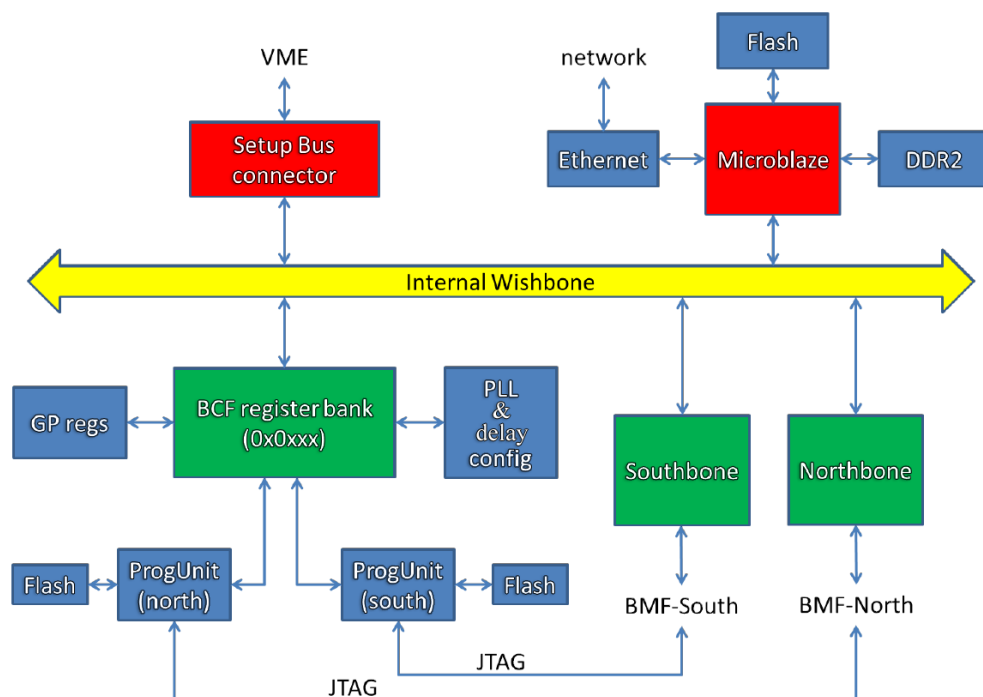 VME
network
Flash
Setup Bus
connector
Ethernet
Microblaze
DDR2
Internal Wishbone
GP regs
BCF register bank
(0x0xxx)
PLL
&
delay
config
Southbone
Northbone
Flash
ProgUnit
(north)
ProgUnit
(south)
Flash
BMF-South
BMF-North
JTAG
JTAG